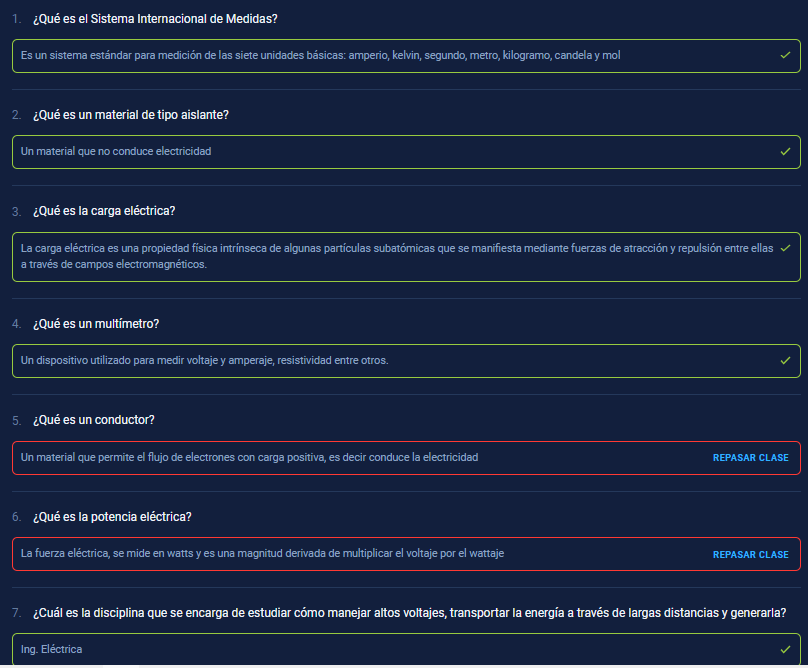 1. ¿Qué es el Sistema Internacional de Medidas?
Es un sistema estándar para medición de las siete unidades básicas: amperio, kelvin, segundo, metro, kilogramo, candela y mol
2. ¿Qué es un material de tipo aislante?
Un material que no conduce electricidad
3. ¿Qué es la carga eléctrica?
La carga eléctrica es una propiedad física intrínseca de algunas partículas subatómicas que se manifiesta mediante fuerzas de atracción y repulsión entre ellas
a través de campos electromagnéticos.
4. ¿Qué es un multímetro?
Un dispositivo utilizado para medir voltaje y amperaje, resistividad entre otros.
5. ¿Qué es un conductor?
Un material que permite el flujo de electrones con carga positiva, es decir conduce la electricidad REPASAR CLASE
6. ¿Qué es la potencia eléctrica?
La fuerza eléctrica, se mide en watts y es una magnitud derivada de multiplicar el voltaje por el wattaje REPASAR CLASE
7. ¿Cuál es la disciplina que se encarga de estudiar cómo manejar altos voltajes, transportar la energía a través de largas distancias y generarla?
Ing. Eléctrica